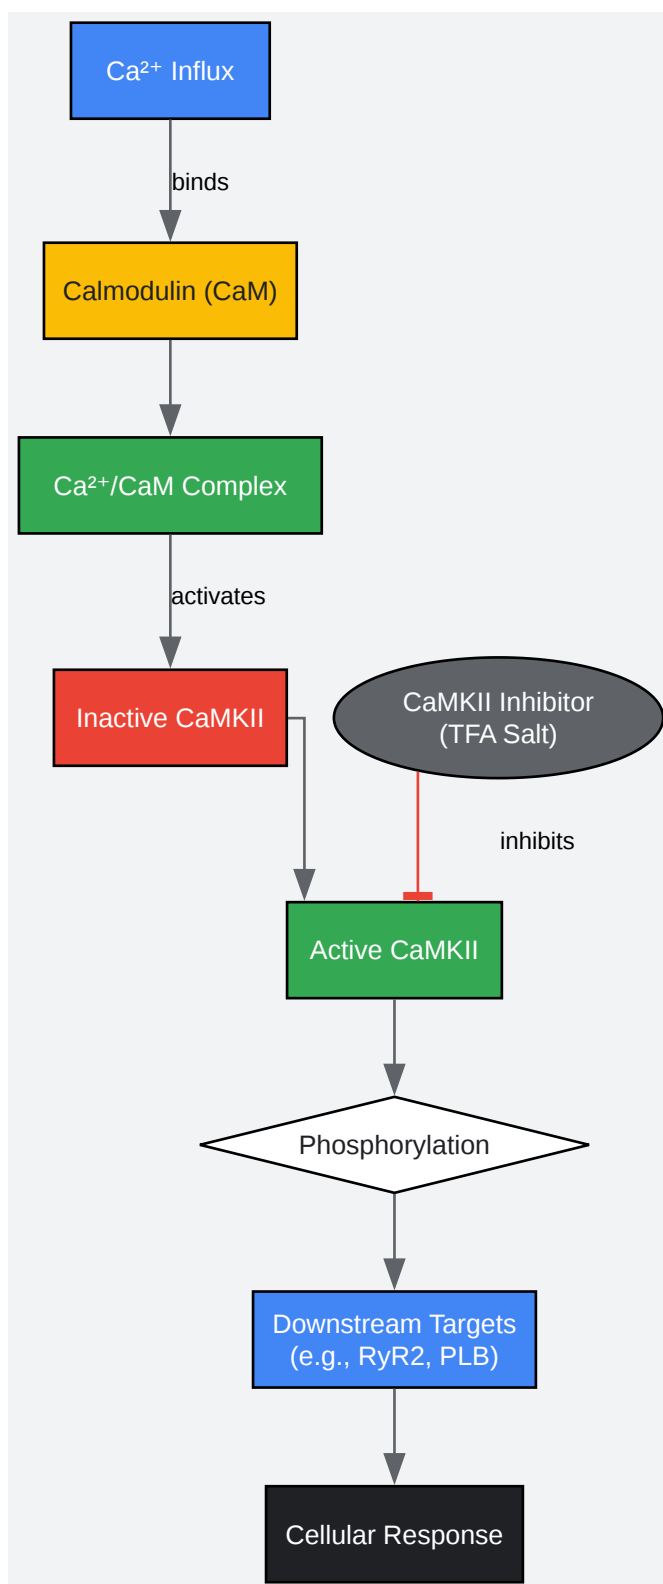 Ca²⁺ Influx
binds
Calmodulin (CaM)
Ca²⁺/CaM Complex
activates
Inactive CaMKII
CaMKII Inhibitor
(TFA Salt)
inhibits
Active CaMKII
Phosphorylation
Downstream Targets
(e.g., RyR2, PLB)
Cellular Response